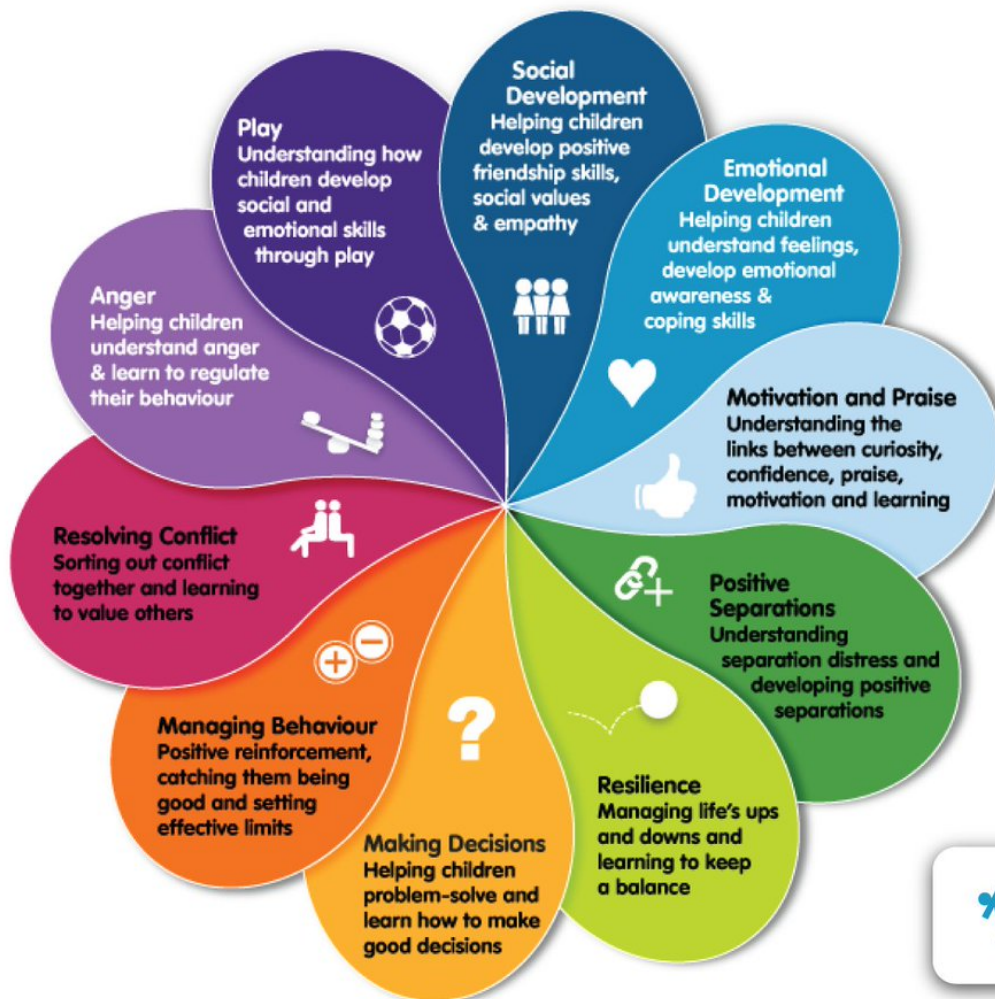 Social
Development
Helping children
develop positive
friendship skills,
social values
& empathy
Emotional
Development
Helping children
understand feelings,
develop emotional
awareness &
coping skills
Motivation and Praise
Understanding the
links between curiosity,
confidence, praise,
motivation and learning
Positive
Separations
Understanding
separation distress and
developing positive
separations
Resilience
Managing life's ups
and downs and
learning to keep
a balance
Making Decisions
Helping children
problem-solve and
learn how to make
good decisions
Managing Behaviour
Positive reinforcement,
catching them being
good and setting
effective limits
Resolving Conflict
Sorting out conflict
together and learning
to value others
Anger
Helping children
understand anger
& learn to regulate
their behaviour
Play
Understanding how
children develop
social and
emotional skills
through play
?